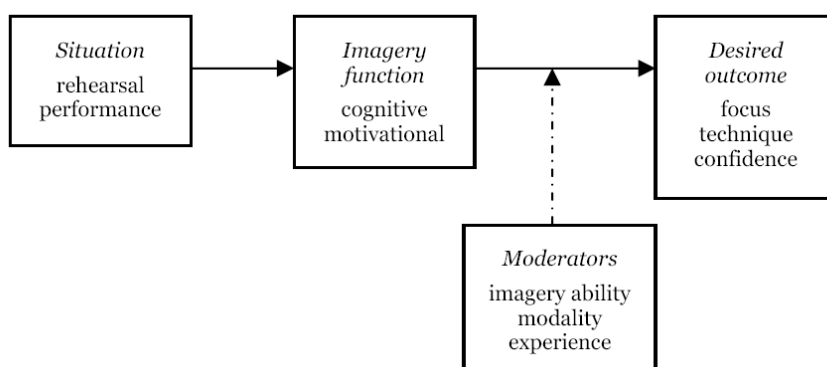 Situation
rehearsal
performance
Imagery
function
cognitive
motivational
Desired
outcome
focus
technique
confidence
Moderators
imagery ability
modality
experience